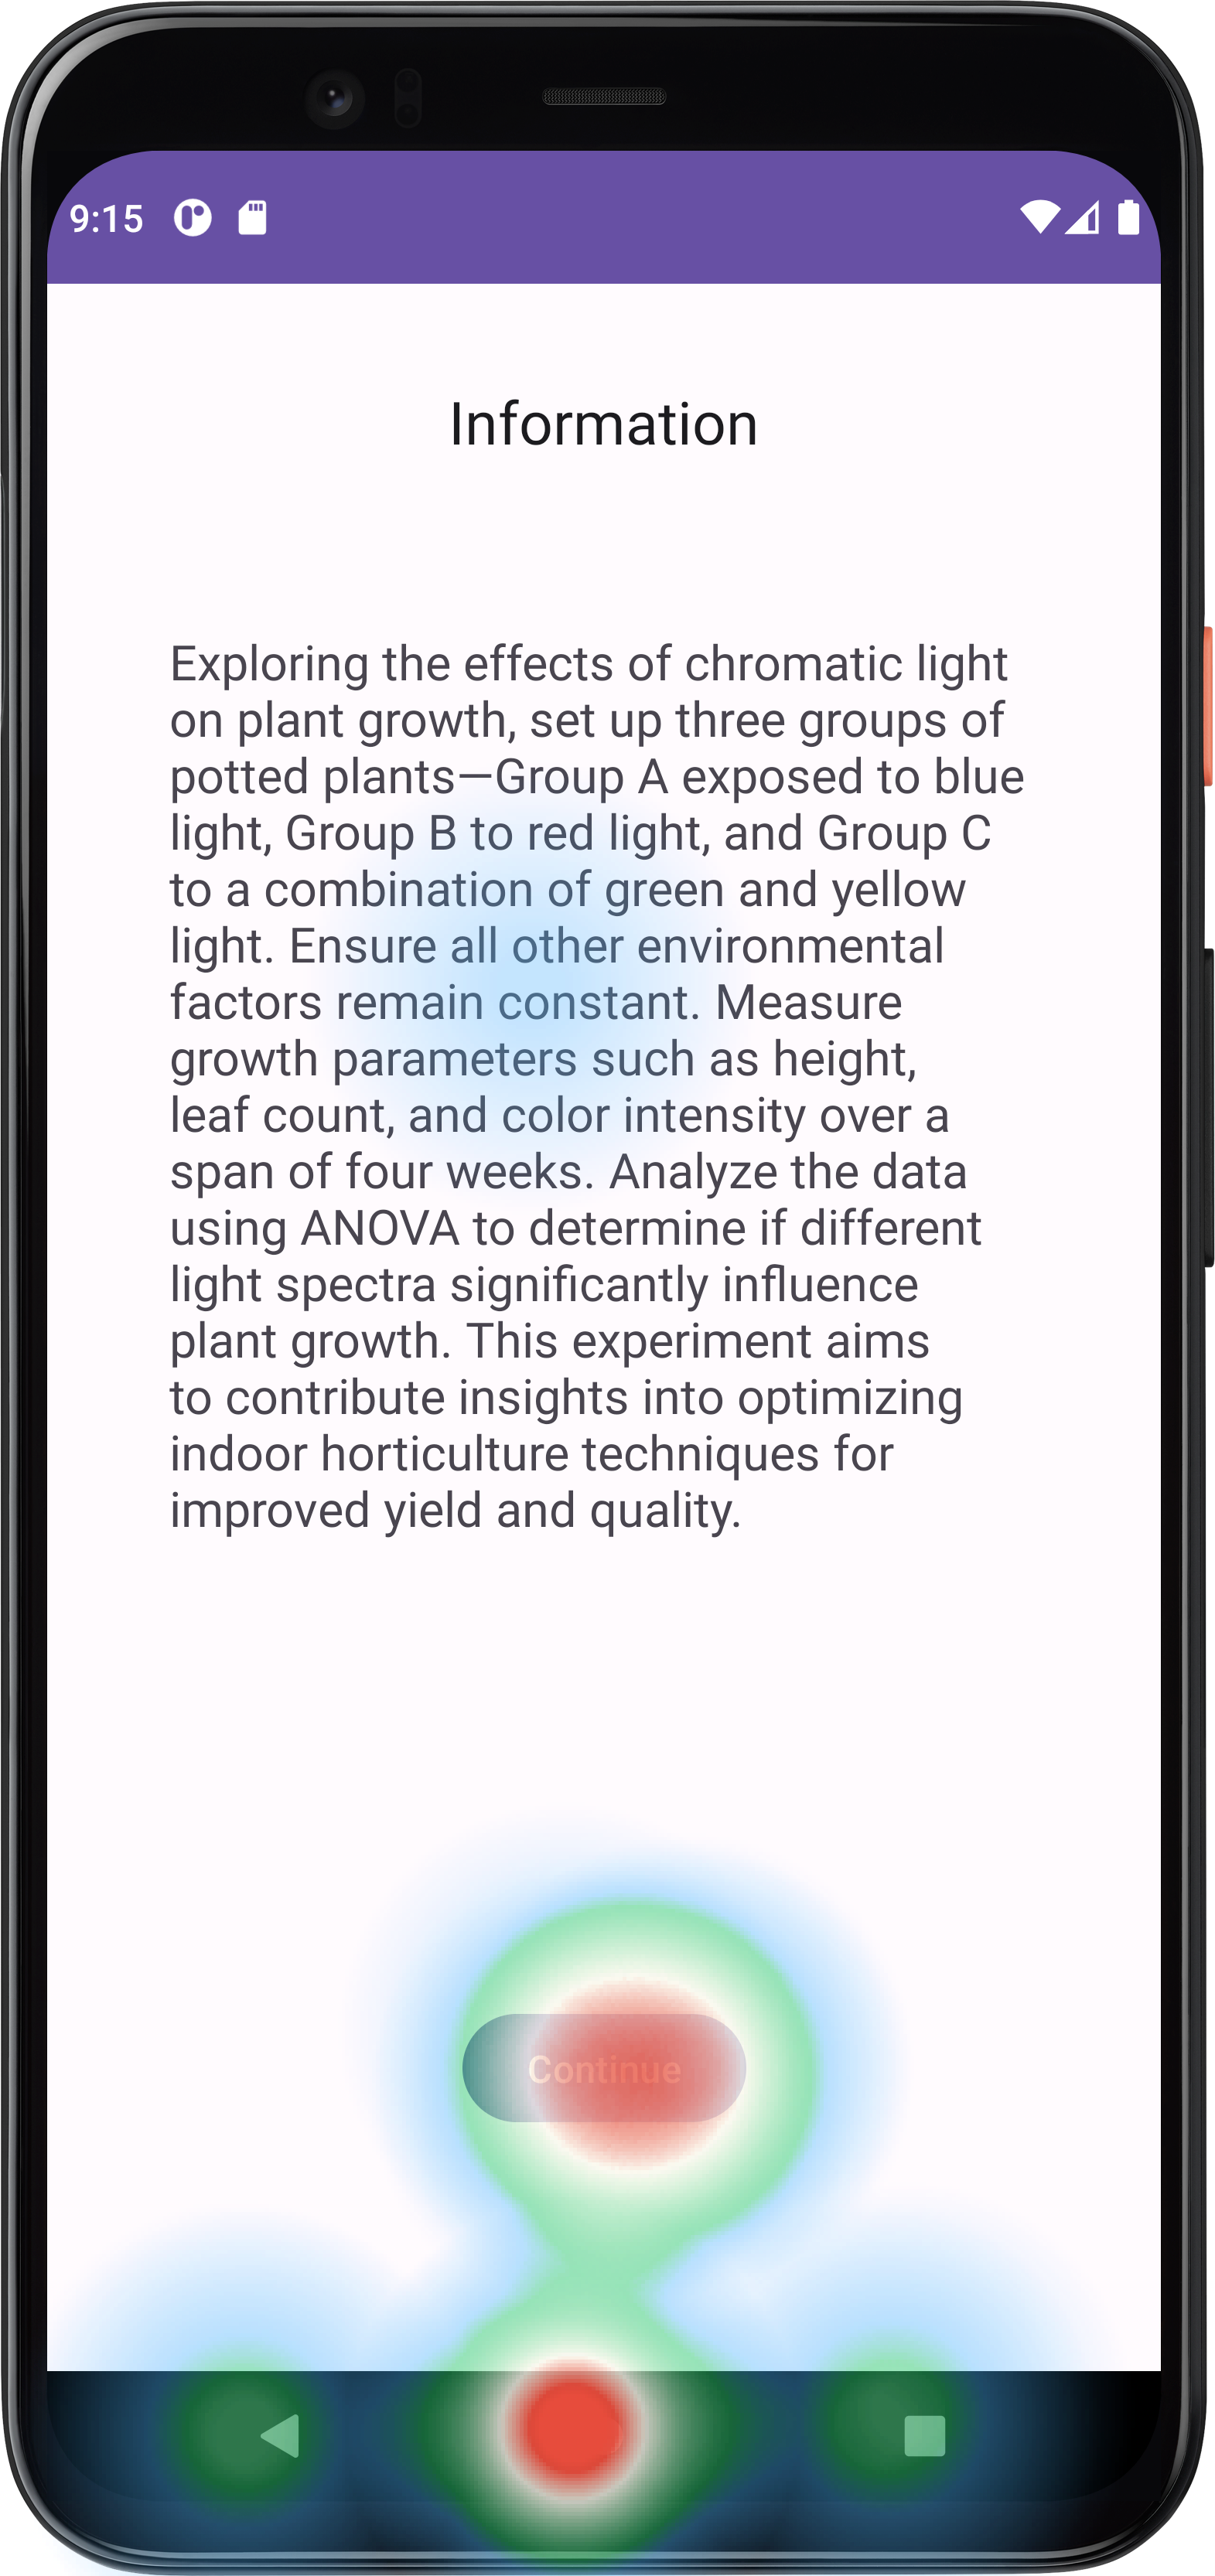 9:15
Information
Exploring the effects of chromatic light
on plant growth, set up three groups of
potted plants—Group A exposed to blue
light, Group B to red light, and Group C
to a combination of green and yellow
light. Ensure all other environmental
factors remain constant. Measure
growth parameters such as height,
leaf count, and color intensity over a
span of four weeks. Analyze the data
using ANOVA to determine if different
light spectra significantly influence
plant growth. This experiment aims
to contribute insights into optimizing
indoor horticulture techniques for
improved yield and quality.
Continue